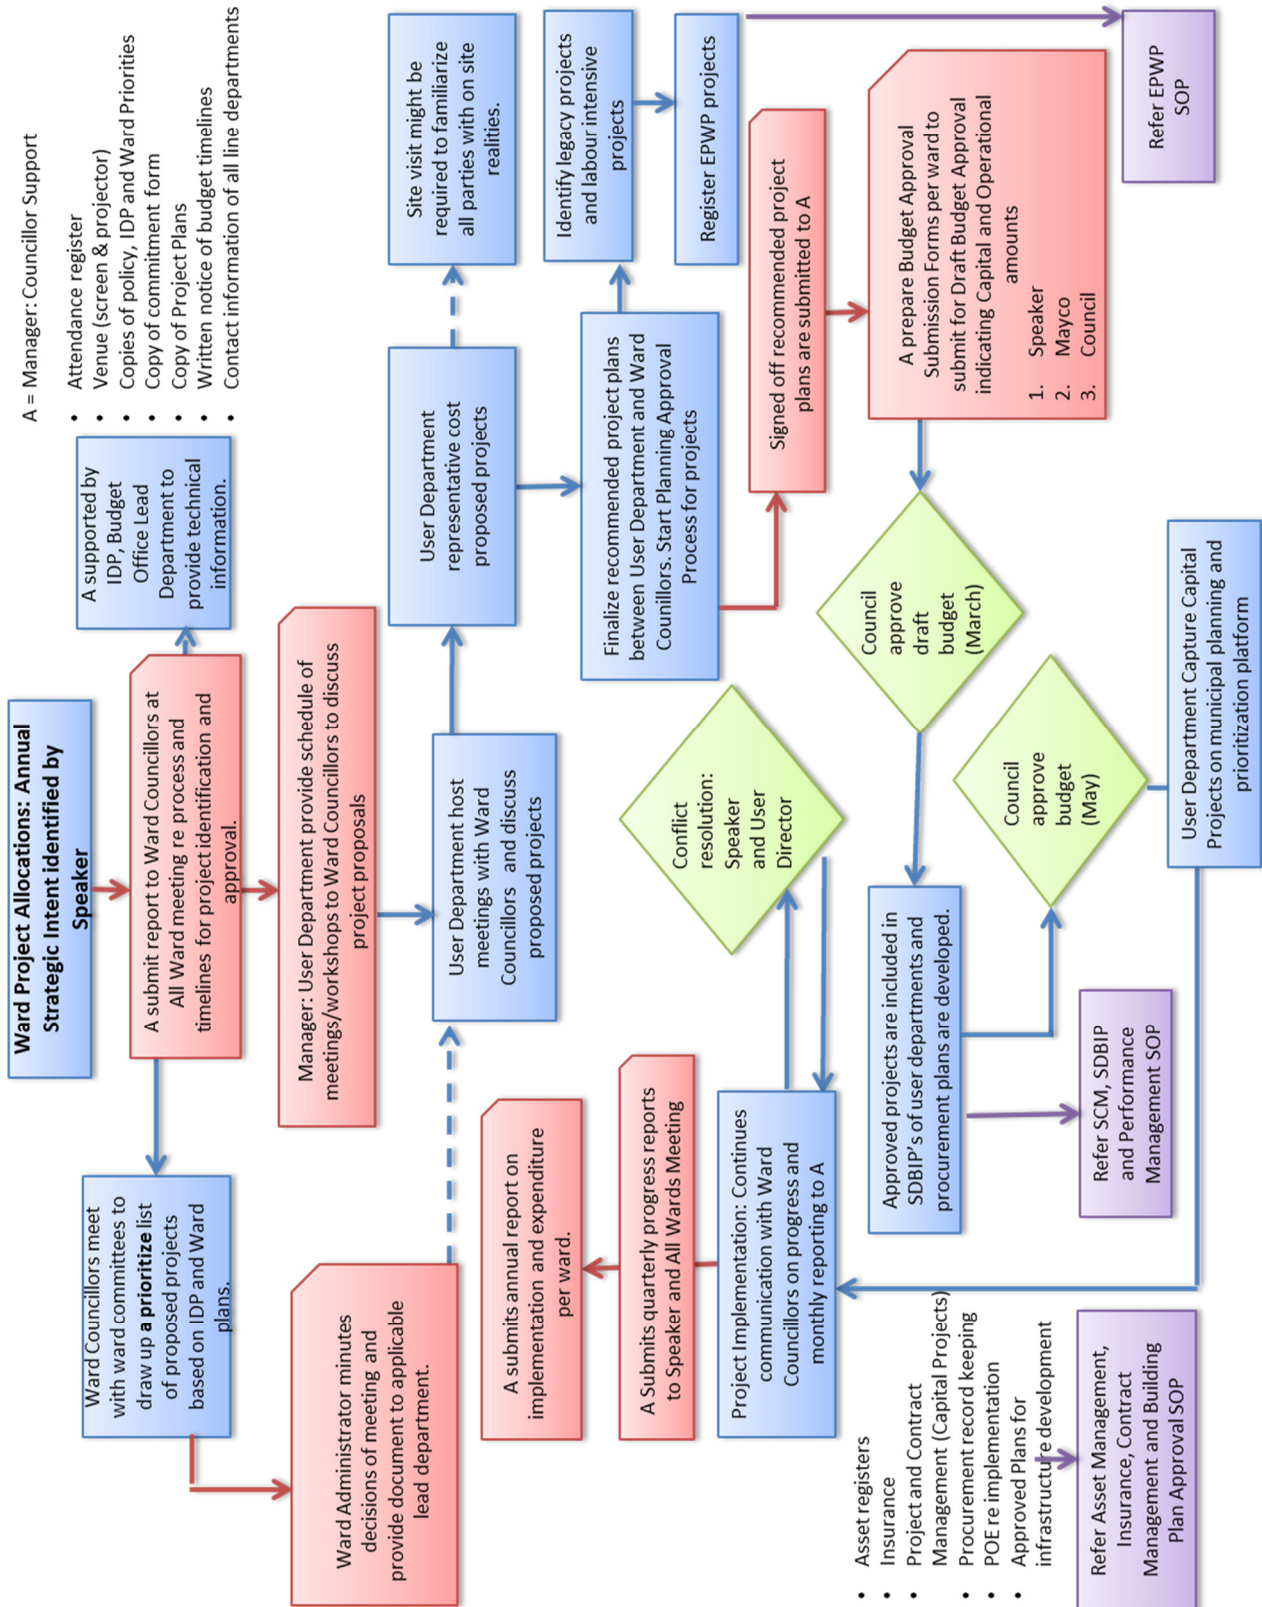 Ward Project Allocations: Annual
Strategic Intent identified by
Speaker
A = Manager: Councillor Support
• Attendance register
• Venue (screen & projector)
• Copies of policy, IDP and Ward Priorities
• Copy of commitment form
• Copy of Project Plans
• Written notice of budget timelines
• Contact information of all line departments
Ward Councillors meet
with ward committees to
draw up a prioritize list
of proposed projects
based on IDP and Ward
plans.
A submit report to Ward Councillors at
All Ward meeting re process and
timelines for project identification and
approval.
A supported by
IDP, Budget
Office Lead
Department to
provide technical
information.
Ward Administrator minutes
decisions of meeting and
provide document to applicable
lead department.
Manager: User Department provide schedule of
meetings/workshops to Ward Councillors to discuss
project proposals
User Department host
meetings with Ward
Councillors and discuss
proposed projects
User Department
representative cost
proposed projects
Site visit might be
required to familiarize
all parties with on site
realities.
A submits annual report on
implementation and expenditure
per ward.
Finalize recommended project plans
between User Department and Ward
Counillors. Start Planning Approval
Process for projects
Identify legacy projects
and labour intensive
projects
Register EPWP projects
A Submits quarterly progress reports
to Speaker and All Wards Meeting
Conflict
resolution:
Speaker
and User
Director
Signed off recommended project
plans are submitted to A
Project Implementation: Continues
communication with Ward
Councillors on progress and
monthly reporting to A
A prepare Budget Approval
Submission Forms per ward to
submit for Draft Budget Approval
indicating Capital and Operational
amounts
1. Speaker
2. Mayco
3. Council
Council
approve
draft
budget
(March)
Approved projects are included in
SDBIP's of user departments and
procurement plans are developed.
• Asset registers
• Insurance
• Project and Contract
Management (Capital Projects)
• Procurement record keeping
• POE re implementation
• Approved Plans for
infrastructure development
Council
approve
budget
(May)
Refer SCM, SDBIP
and Performance
Management SOP
Refer EPWP
SOP
Refer Asset Management,
Insurance, Contract
Management and Building
Plan Approval SOP
User Department Capture Capital
Projects on municipal planning and
prioritization platform